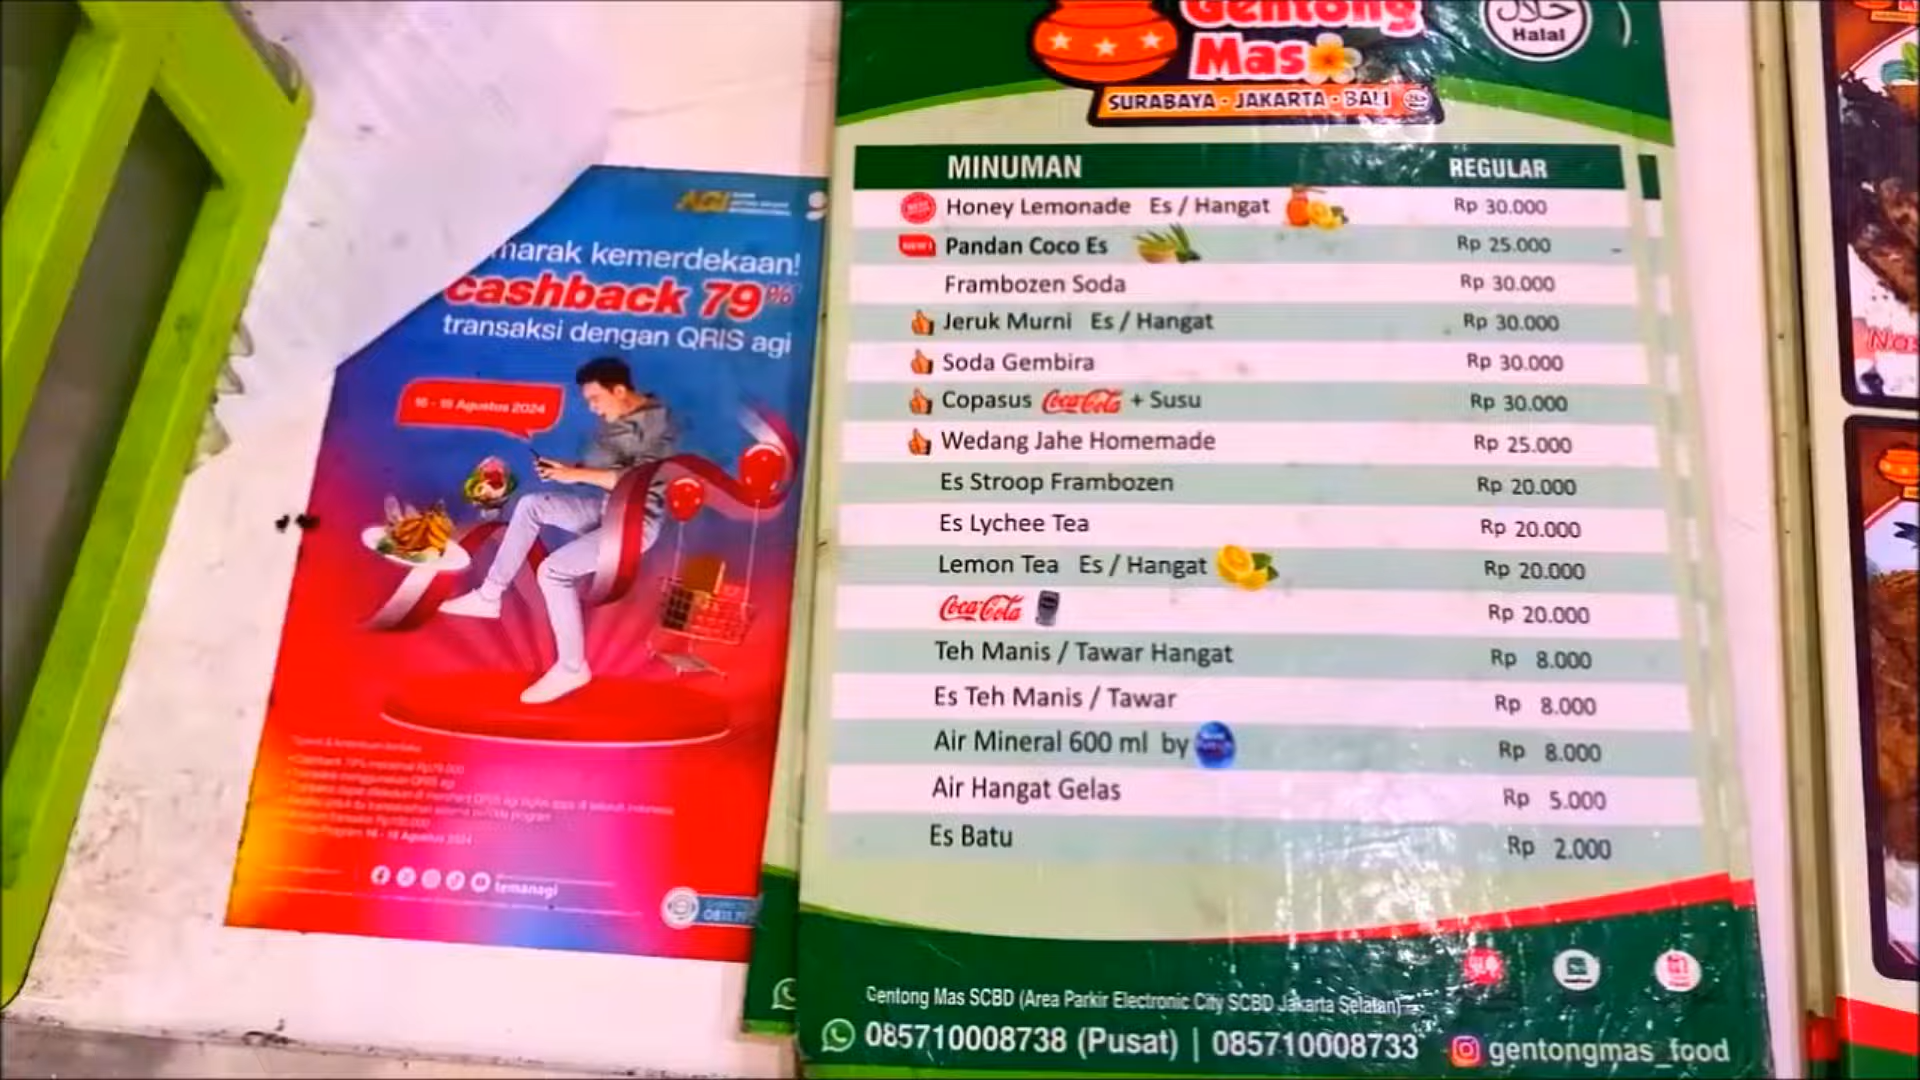 AGI
marak kemerdekaan!
cashback 79%
transaksi dengan QRIS agi
16 - 18 Agustus 2024
temanagi
Gentong
Mas
حلال
Halal
SURABAYA - JAKARTA - BALI
MINUMAN REGULAR
Honey Lemonade Es / Hangat Rp 30.000
NEW! Pandan Coco Es Rp 25.000
Frambozen Soda Rp 30.000
Jeruk Murni Es / Hangat Rp 30.000
Soda Gembira Rp 30.000
Copasus Coca-Cola + Susu Rp 30.000
Wedang Jahe Homemade Rp 25.000
Es Stroop Frambozen Rp 20.000
Es Lychee Tea Rp 20.000
Lemon Tea Es / Hangat Rp 20.000
Coca-Cola Rp 20.000
Teh Manis / Tawar Hangat Rp 8.000
Es Teh Manis / Tawar Rp 8.000
Air Mineral 600 ml by Rp 8.000
Air Hangat Gelas Rp 5.000
Es Batu Rp 2.000
Gentong Mas SCBD (Area Parkir Electronic City SCBD Jakarta Selatan)
085710008738 (Pusat) | 085710008733 gentongmas_food